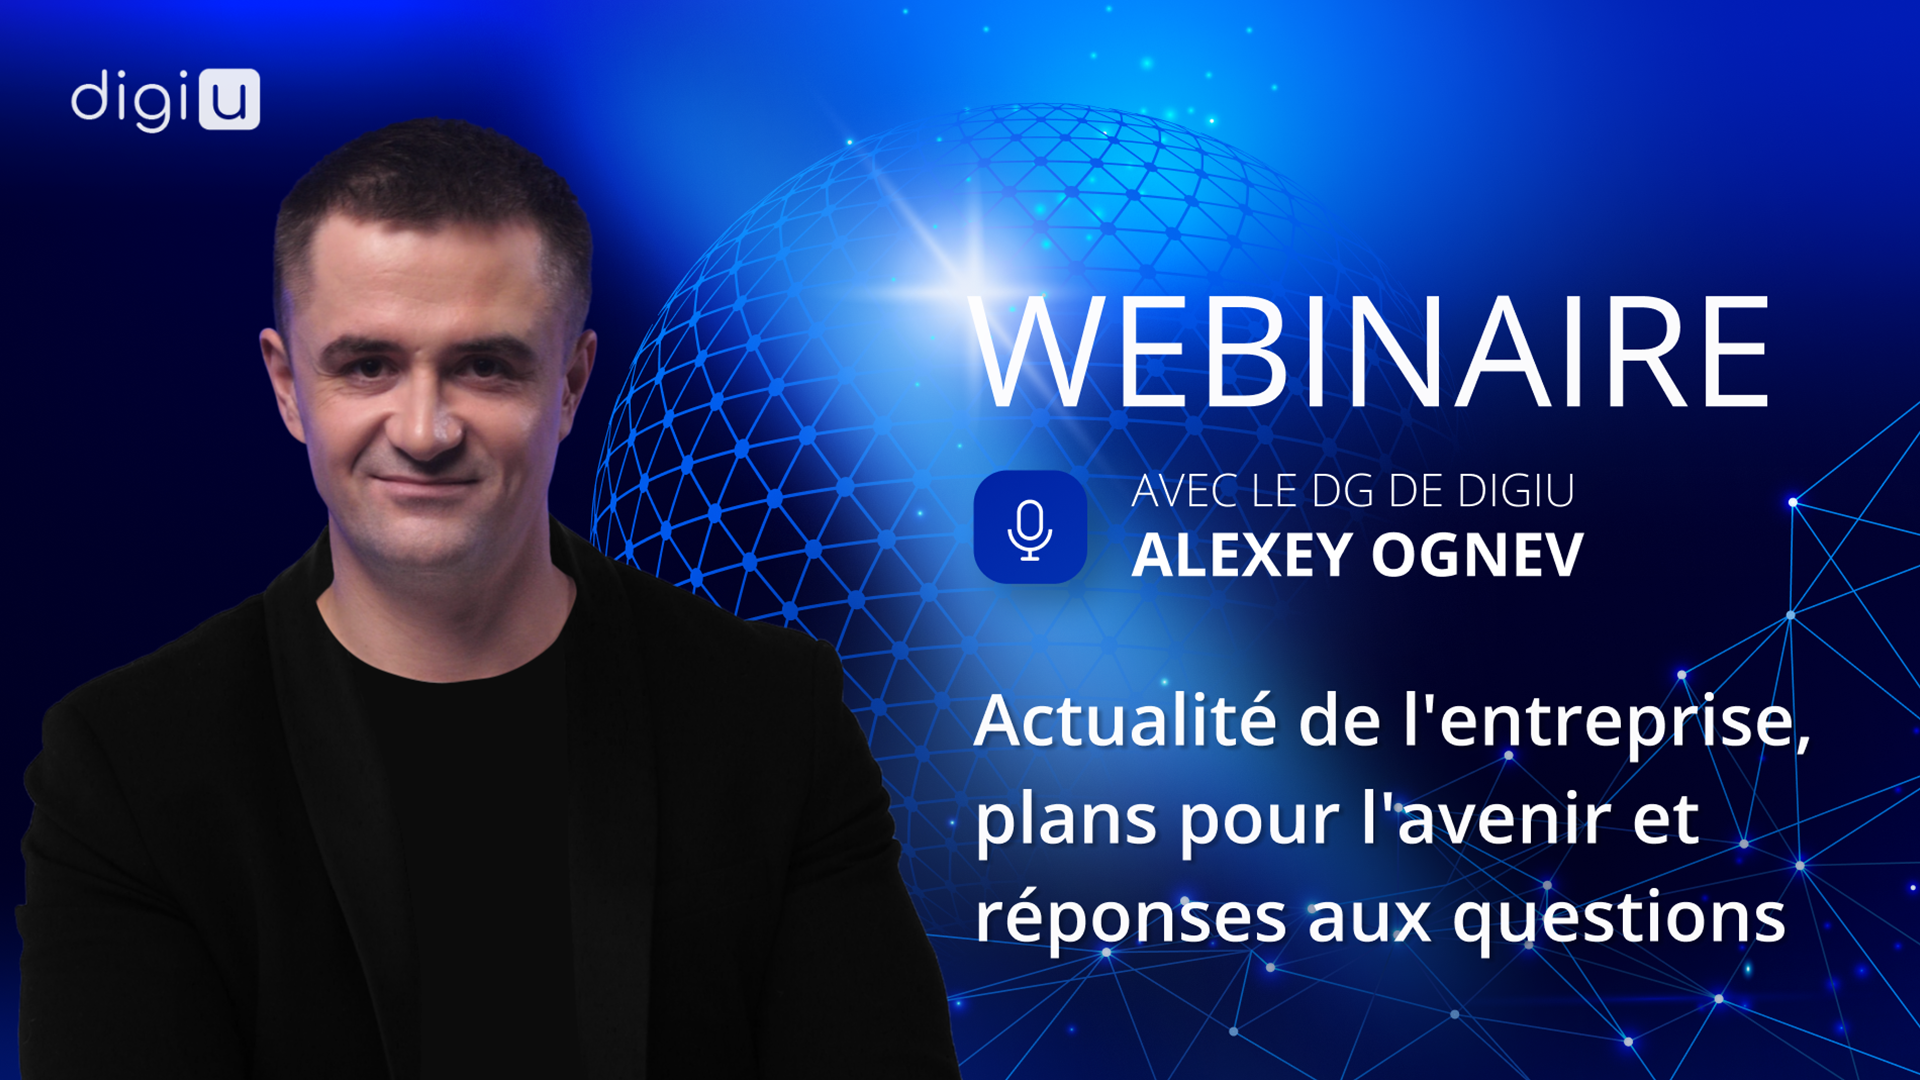 digiu
WEBINAIRE
AVEC LE DG DE DIGIU
ALEXEY OGNEV
Actualité de l'entreprise,
plans pour l'avenir et
réponses aux questions